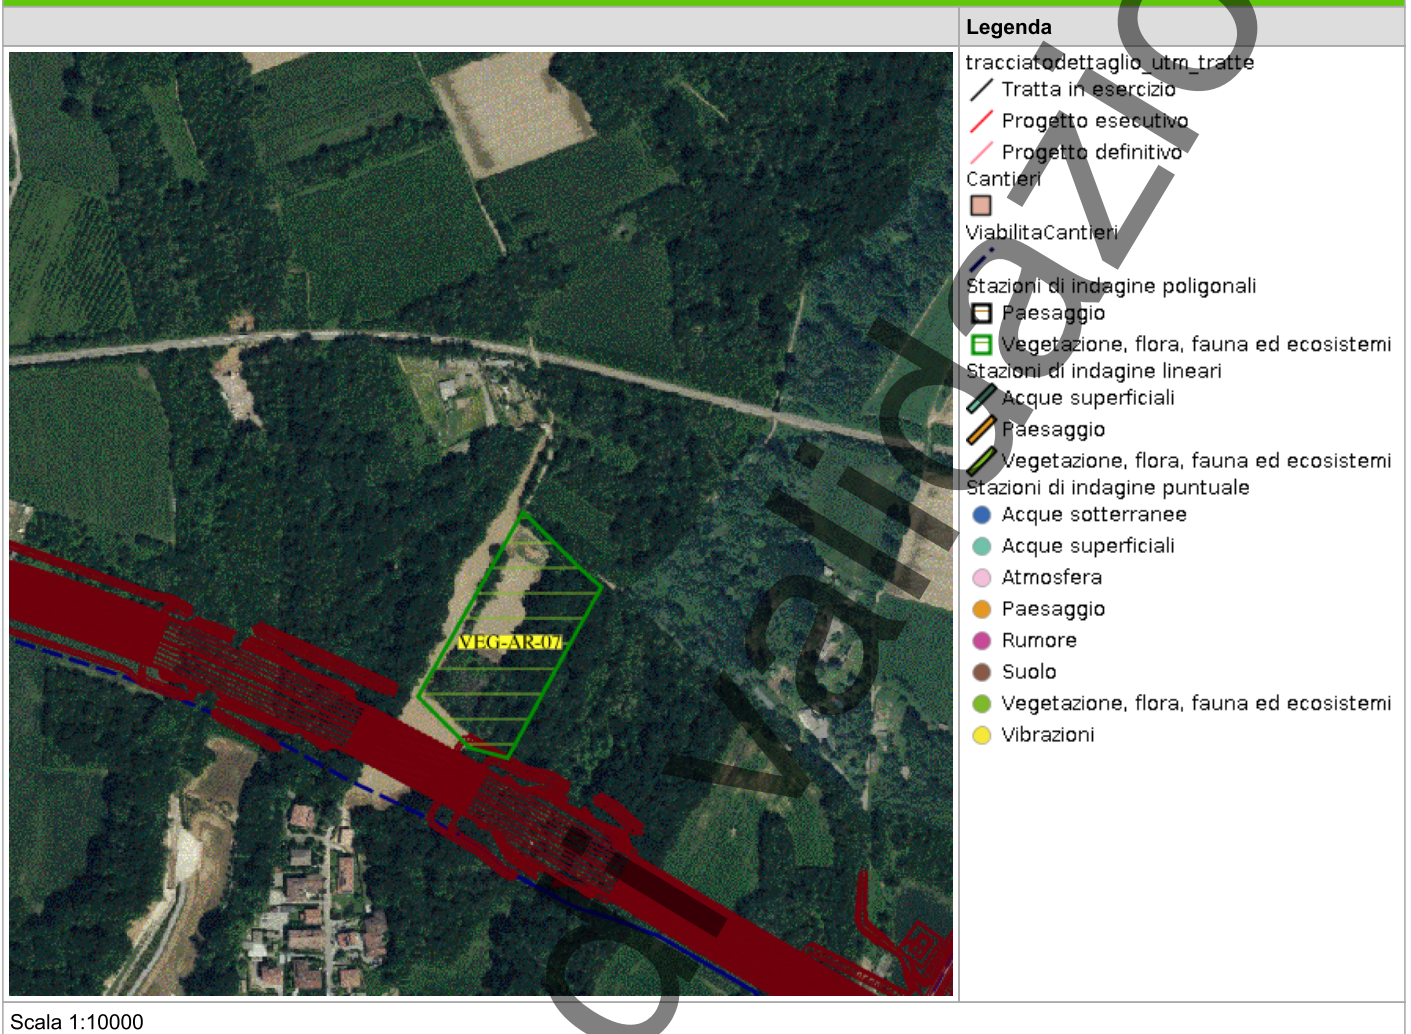 Legenda
tracciatodettaglio_utm_tratte
Tratta in esercizio
Progetto esecutivo
Progetto definitivo
Cantieri
ViabilitaCantieri
Stazioni di indagine poligonali
Paesaggio
Vegetazione, flora, fauna ed ecosistemi
Stazioni di indagine lineari
Acque superficiali
Paesaggio
Vegetazione, flora, fauna ed ecosistemi
Stazioni di indagine puntuale
Acque sotterranee
Acque superficiali
Atmosfera
Paesaggio
Rumore
Suolo
Vegetazione, flora, fauna ed ecosistemi
Vibrazioni
VEG-AR-07
Scala 1:10000